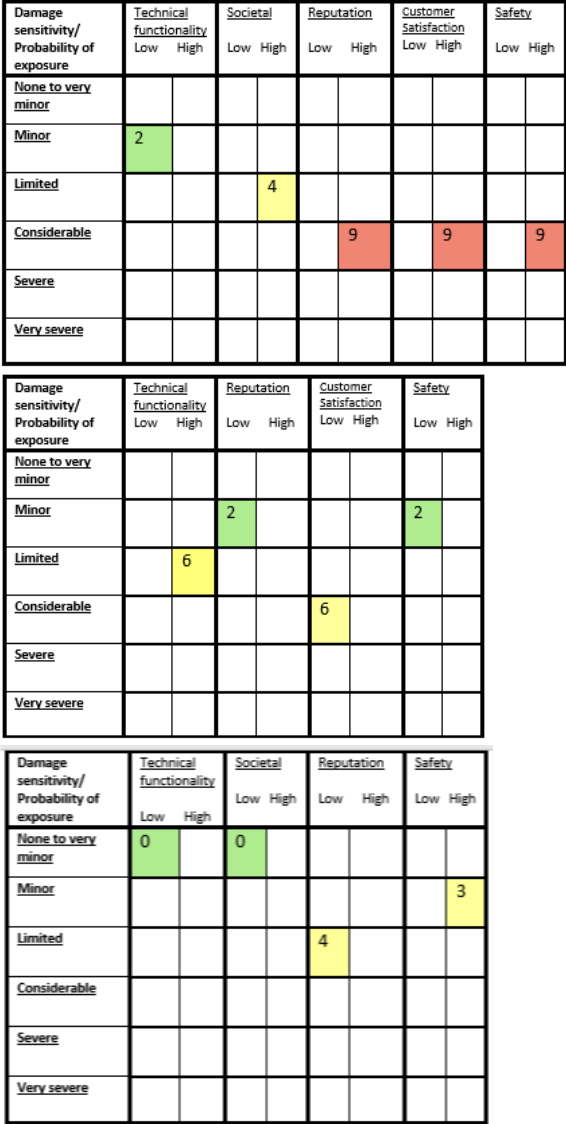 Damage sensitivity/ Probability of exposure
Technical functionality Low High
Societal Low High
Reputation Low High
Customer Satisfaction Low High
Safety Low High
None to very minor
Minor 2
Limited 4
Considerable 9 9 9
Severe
Very severe
Damage sensitivity/ Probability of exposure
Technical functionality Low High
Reputation Low High
Customer Satisfaction Low High
Safety Low High
None to very minor
Minor 2 2
Limited 6
Considerable 6
Severe
Very severe
Damage sensitivity/ Probability of exposure
Technical functionality Low High
Societal Low High
Reputation Low High
Safety Low High
None to very minor 0 0
Minor 3
Limited 4
Considerable
Severe
Very severe